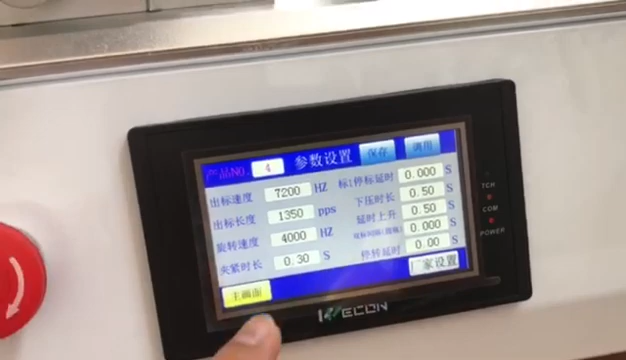 产品NO. 4 参数设置 保存 调用
出标速度 7200 HZ 标1停标延时 0.000 S
出标长度 1350 pps 下压时长 0.50 S
旋转速度 4000 HZ 延时上升 0.50 S
夹紧时长 0.30 S 0.000 S
停转延时 0.00 S
主画面 厂家设置
WECON
TCH
COM
POWER